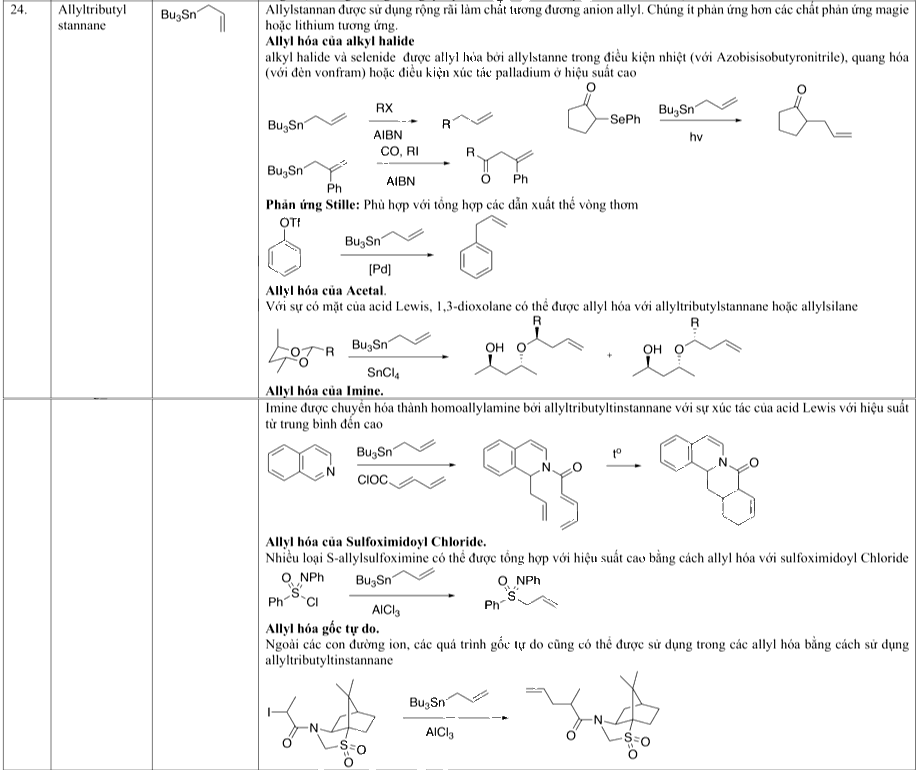 24.
Allyltributyl
stannane
Bu3Sn
Allylstannan được sử dụng rộng rãi làm chất tương đương anion allyl. Chúng ít phản ứng hơn các chất phản ứng magie
hoặc lithium tương ứng.
Allyl hóa của alkyl halide
alkyl halide và selenide được allyl hóa bởi allylstanne trong điều kiện nhiệt (với Azobisisobutyronitrile), quang hóa
(với đèn vonfram) hoặc điều kiện xúc tác palladium ở hiệu suất cao
Bu3Sn
RX
AIBN
R
O
SePh
Bu3Sn
hv
O
Bu3Sn
Ph
CO, RI
AIBN
R
O
Ph
Phản ứng Stille: Phù hợp với tổng hợp các dẫn xuất thế vòng thơm
OTf
Bu3Sn
[Pd]
Allyl hóa của Acetal.
Với sự có mặt của acid Lewis, 1,3-dioxolane có thể được allyl hóa với allyltributylstannane hoặc allylsilane
O
O
R
Bu3Sn
SnCl4
OH
O
R
+
OH
O
R
Allyl hóa của Imine.
Imine được chuyển hóa thành homoallylamine bởi allyltributyltinstannane với sự xúc tác của acid Lewis với hiệu suất
từ trung bình đến cao
N
Bu3Sn
ClOC
N
O
to
N
O
Allyl hóa của Sulfoximidoyl Chloride.
Nhiều loại S-allylsulfoximine có thể được tổng hợp với hiệu suất cao bằng cách allyl hóa với sulfoximidoyl Chloride
O NPh
S
Ph Cl
Bu3Sn
AlCl3
O NPh
S
Ph
Allyl hóa gốc tự do.
Ngoài các con đường ion, các quá trình gốc tự do cũng có thể được sử dụng trong các allyl hóa bằng cách sử dụng
allyltributyltinstannane
I
O
N
S=O
O
Bu3Sn
AlCl3
O
N
S=O
O